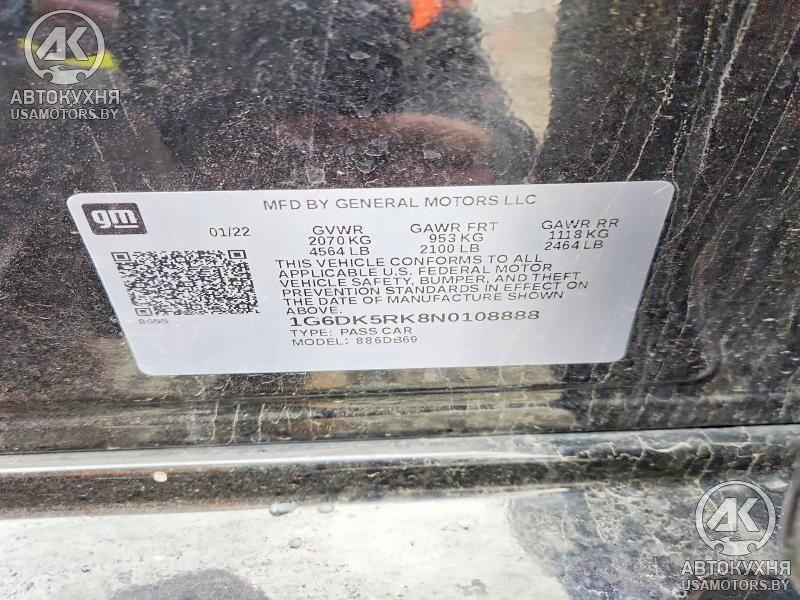 AK
АВТОКУХНЯ
USAMOTORS.BY
gm
MFD BY GENERAL MOTORS LLC
01/22 GVWR GAWR FRT GAWR RR
2070 KG 953 KG 1118 KG
4564 LB 2100 LB 2464 LB
THIS VEHICLE CONFORMS TO ALL
APPLICABLE U.S. FEDERAL MOTOR
VEHICLE SAFETY, BUMPER, AND THEFT
PREVENTION STANDARDS IN EFFECT ON
THE DATE OF MANUFACTURE SHOWN
ABOVE.
1G6DK5RK8N0108888
TYPE: PASS CAR
MODEL: 886DB69
AK
АВТОКУХНЯ
USAMOTORS.BY